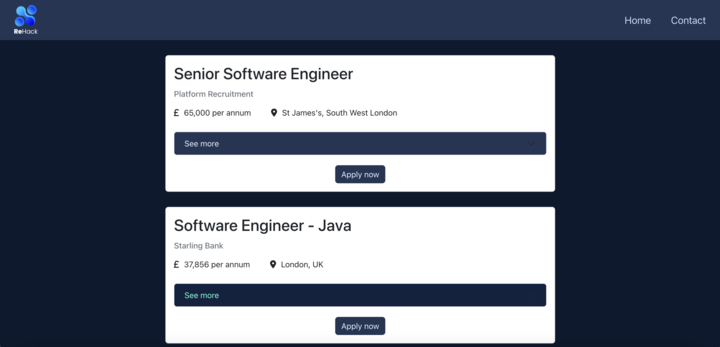 ReHack
Home
Contact
Senior Software Engineer
Platform Recruitment
£ 65,000 per annum
St James's, South West London
See more
Apply now
Software Engineer - Java
Starling Bank
£ 37,856 per annum
London, UK
See more
Apply now